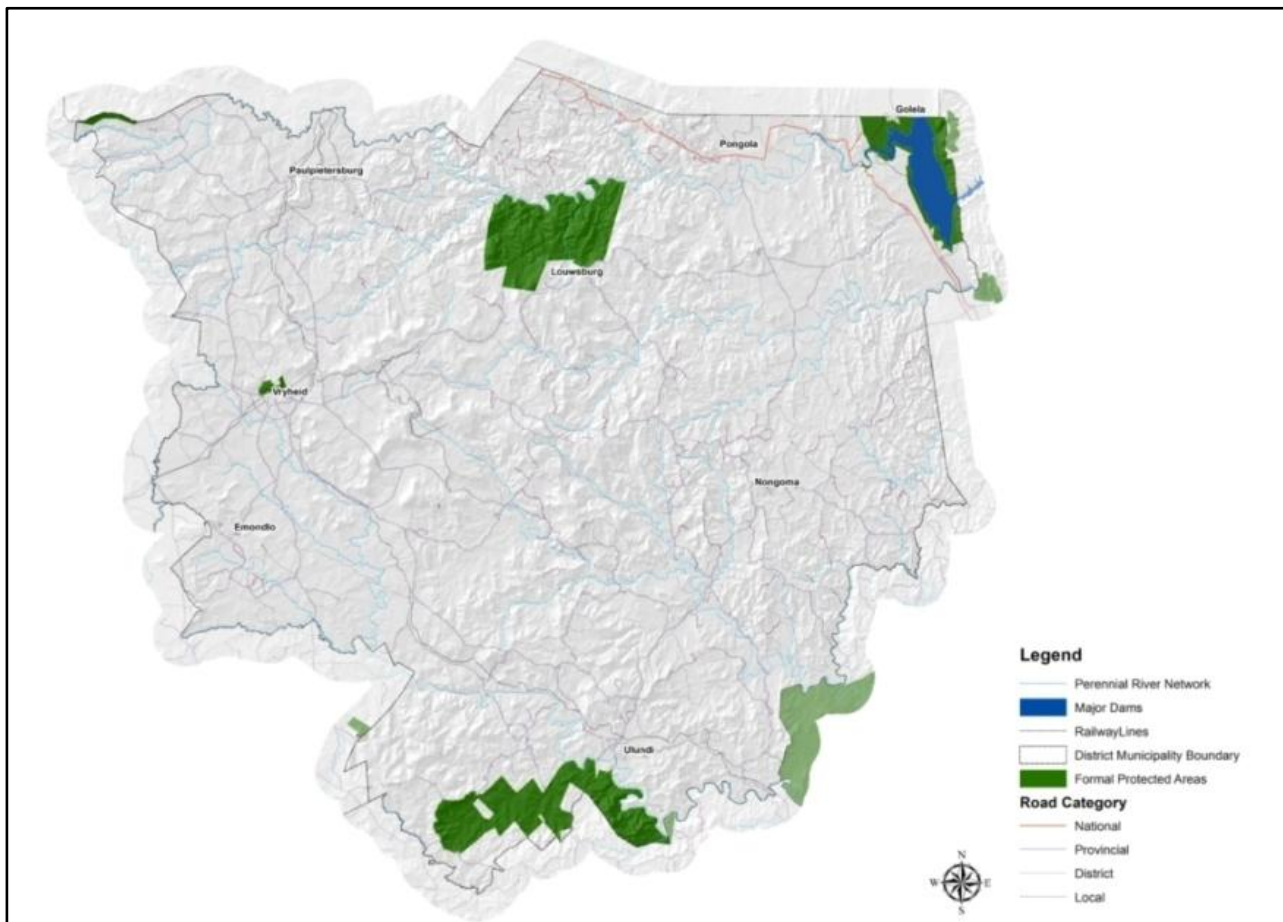 Golela
Pongola
Paulpietersburg
Louwsburg
Vryheid
Nongoma
Emondlo
Ulundi
Legend
Perennial River Network
Major Dams
RailwayLines
District Municipality Boundary
Formal Protected Areas
Road Category
National
Provincial
District
Local
N
W
E
S